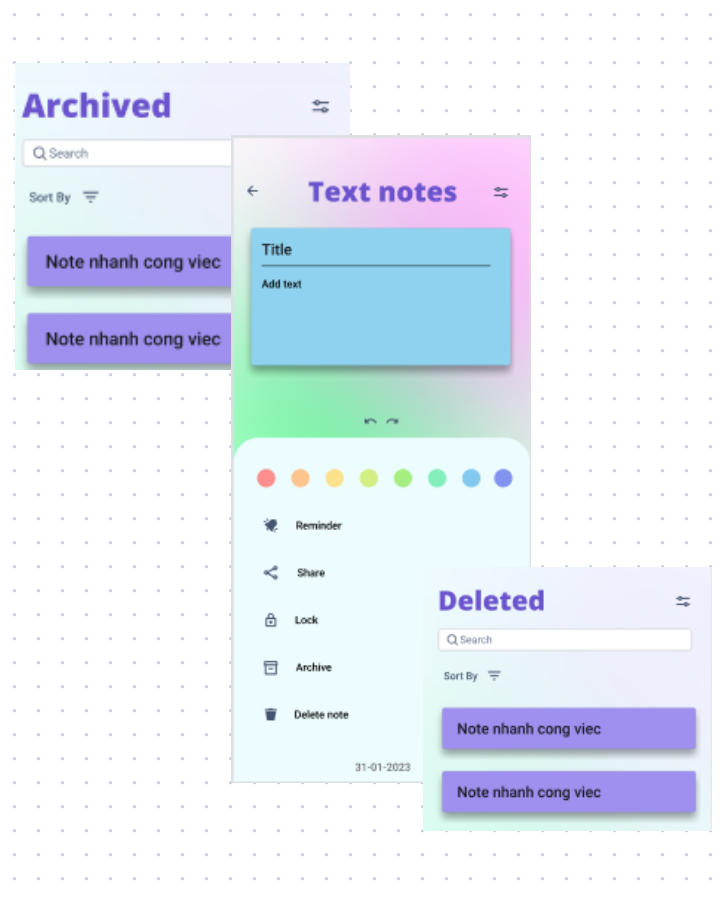 Archived
Search
Sort By
Note nhanh cong viec
Note nhanh cong viec
Text notes
Title
Add text
Reminder
Share
Lock
Archive
Delete note
31-01-2023
Deleted
Search
Sort By
Note nhanh cong viec
Note nhanh cong viec